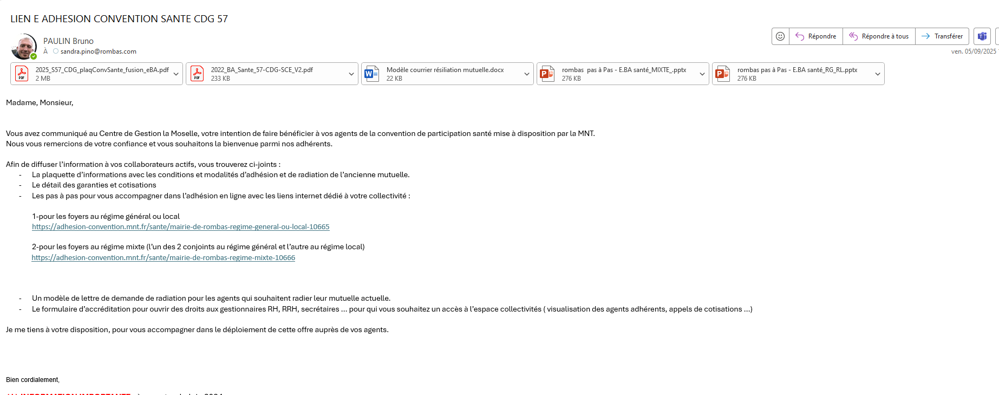 LIEN E ADHESION CONVENTION SANTE CDG 57
PAULIN Bruno
À sandra.pino@rombas.com
Répondre
Répondre à tous
Transférer
ven. 05/09/2025
2025_S57_CDG_plaqConvSante_fusion_eBA.pdf
2 MB
2022_BA_Sante_57-CDG-SCE_V2.pdf
233 KB
Modèle courrier résiliation mutuelle.docx
22 KB
rombas  pas à Pas - E.BA santé_MIXTE_.pptx
276 KB
rombas pas à Pas - E.BA santé_RG_RL.pptx
276 KB
Madame, Monsieur,
Vous avez communiqué au Centre de Gestion la Moselle, votre intention de faire bénéficier à vos agents de la convention de participation santé mise à disposition par la MNT.
Nous vous remercions de votre confiance et vous souhaitons la bienvenue parmi nos adhérents.
Afin de diffuser l’information à vos collaborateurs actifs, vous trouverez ci-joints :
- La plaquette d’informations avec les conditions et modalités d’adhésion et de radiation de l’ancienne mutuelle.
- Le détail des garanties et cotisations
- Les pas à pas pour vous accompagner dans l’adhésion en ligne avec les liens internet dédié à votre collectivité :
1-pour les foyers au régime général ou local
https://adhesion-convention.mnt.fr/sante/mairie-de-rombas-regime-general-ou-local-10665
2-pour les foyers au régime mixte (l’un des 2 conjoints au régime général et l’autre au régime local)
https://adhesion-convention.mnt.fr/sante/mairie-de-rombas-regime-mixte-10666
- Un modèle de lettre de demande de radiation pour les agents qui souhaitent radier leur mutuelle actuelle.
- Le formulaire d’accréditation pour ouvrir des droits aux gestionnaires RH, RRH, secrétaires ... pour qui vous souhaitez un accès à l’espace collectivités ( visualisation des agents adhérents, appels de cotisations ...)
Je me tiens à votre disposition, pour vous accompagner dans le déploiement de cette offre auprès de vos agents.
Bien cordialement,
INFORMATION IMPORTANTE